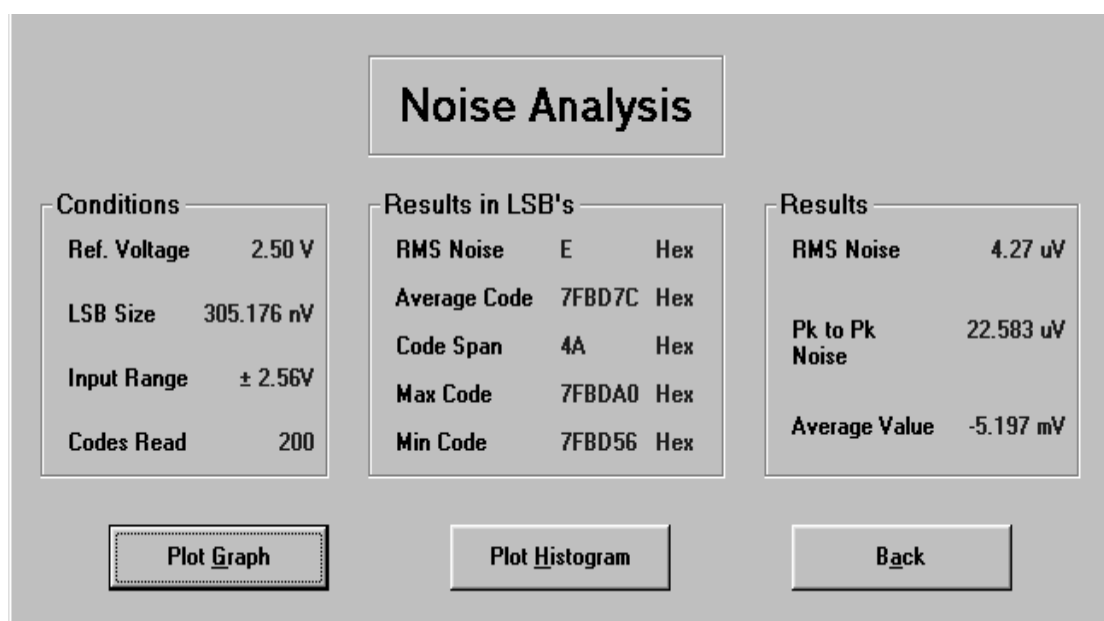 Noise Analysis
Conditions
Ref. Voltage 2.50 V
LSB Size 305.176 nV
Input Range ± 2.56V
Codes Read 200
Results in LSB's
RMS Noise E Hex
Average Code 7FBD7C Hex
Code Span 4A Hex
Max Code 7FBDA0 Hex
Min Code 7FBD56 Hex
Results
RMS Noise 4.27 uV
Pk to Pk 22.583 uV
Noise
Average Value -5.197 mV
Plot Graph
Plot Histogram
Back